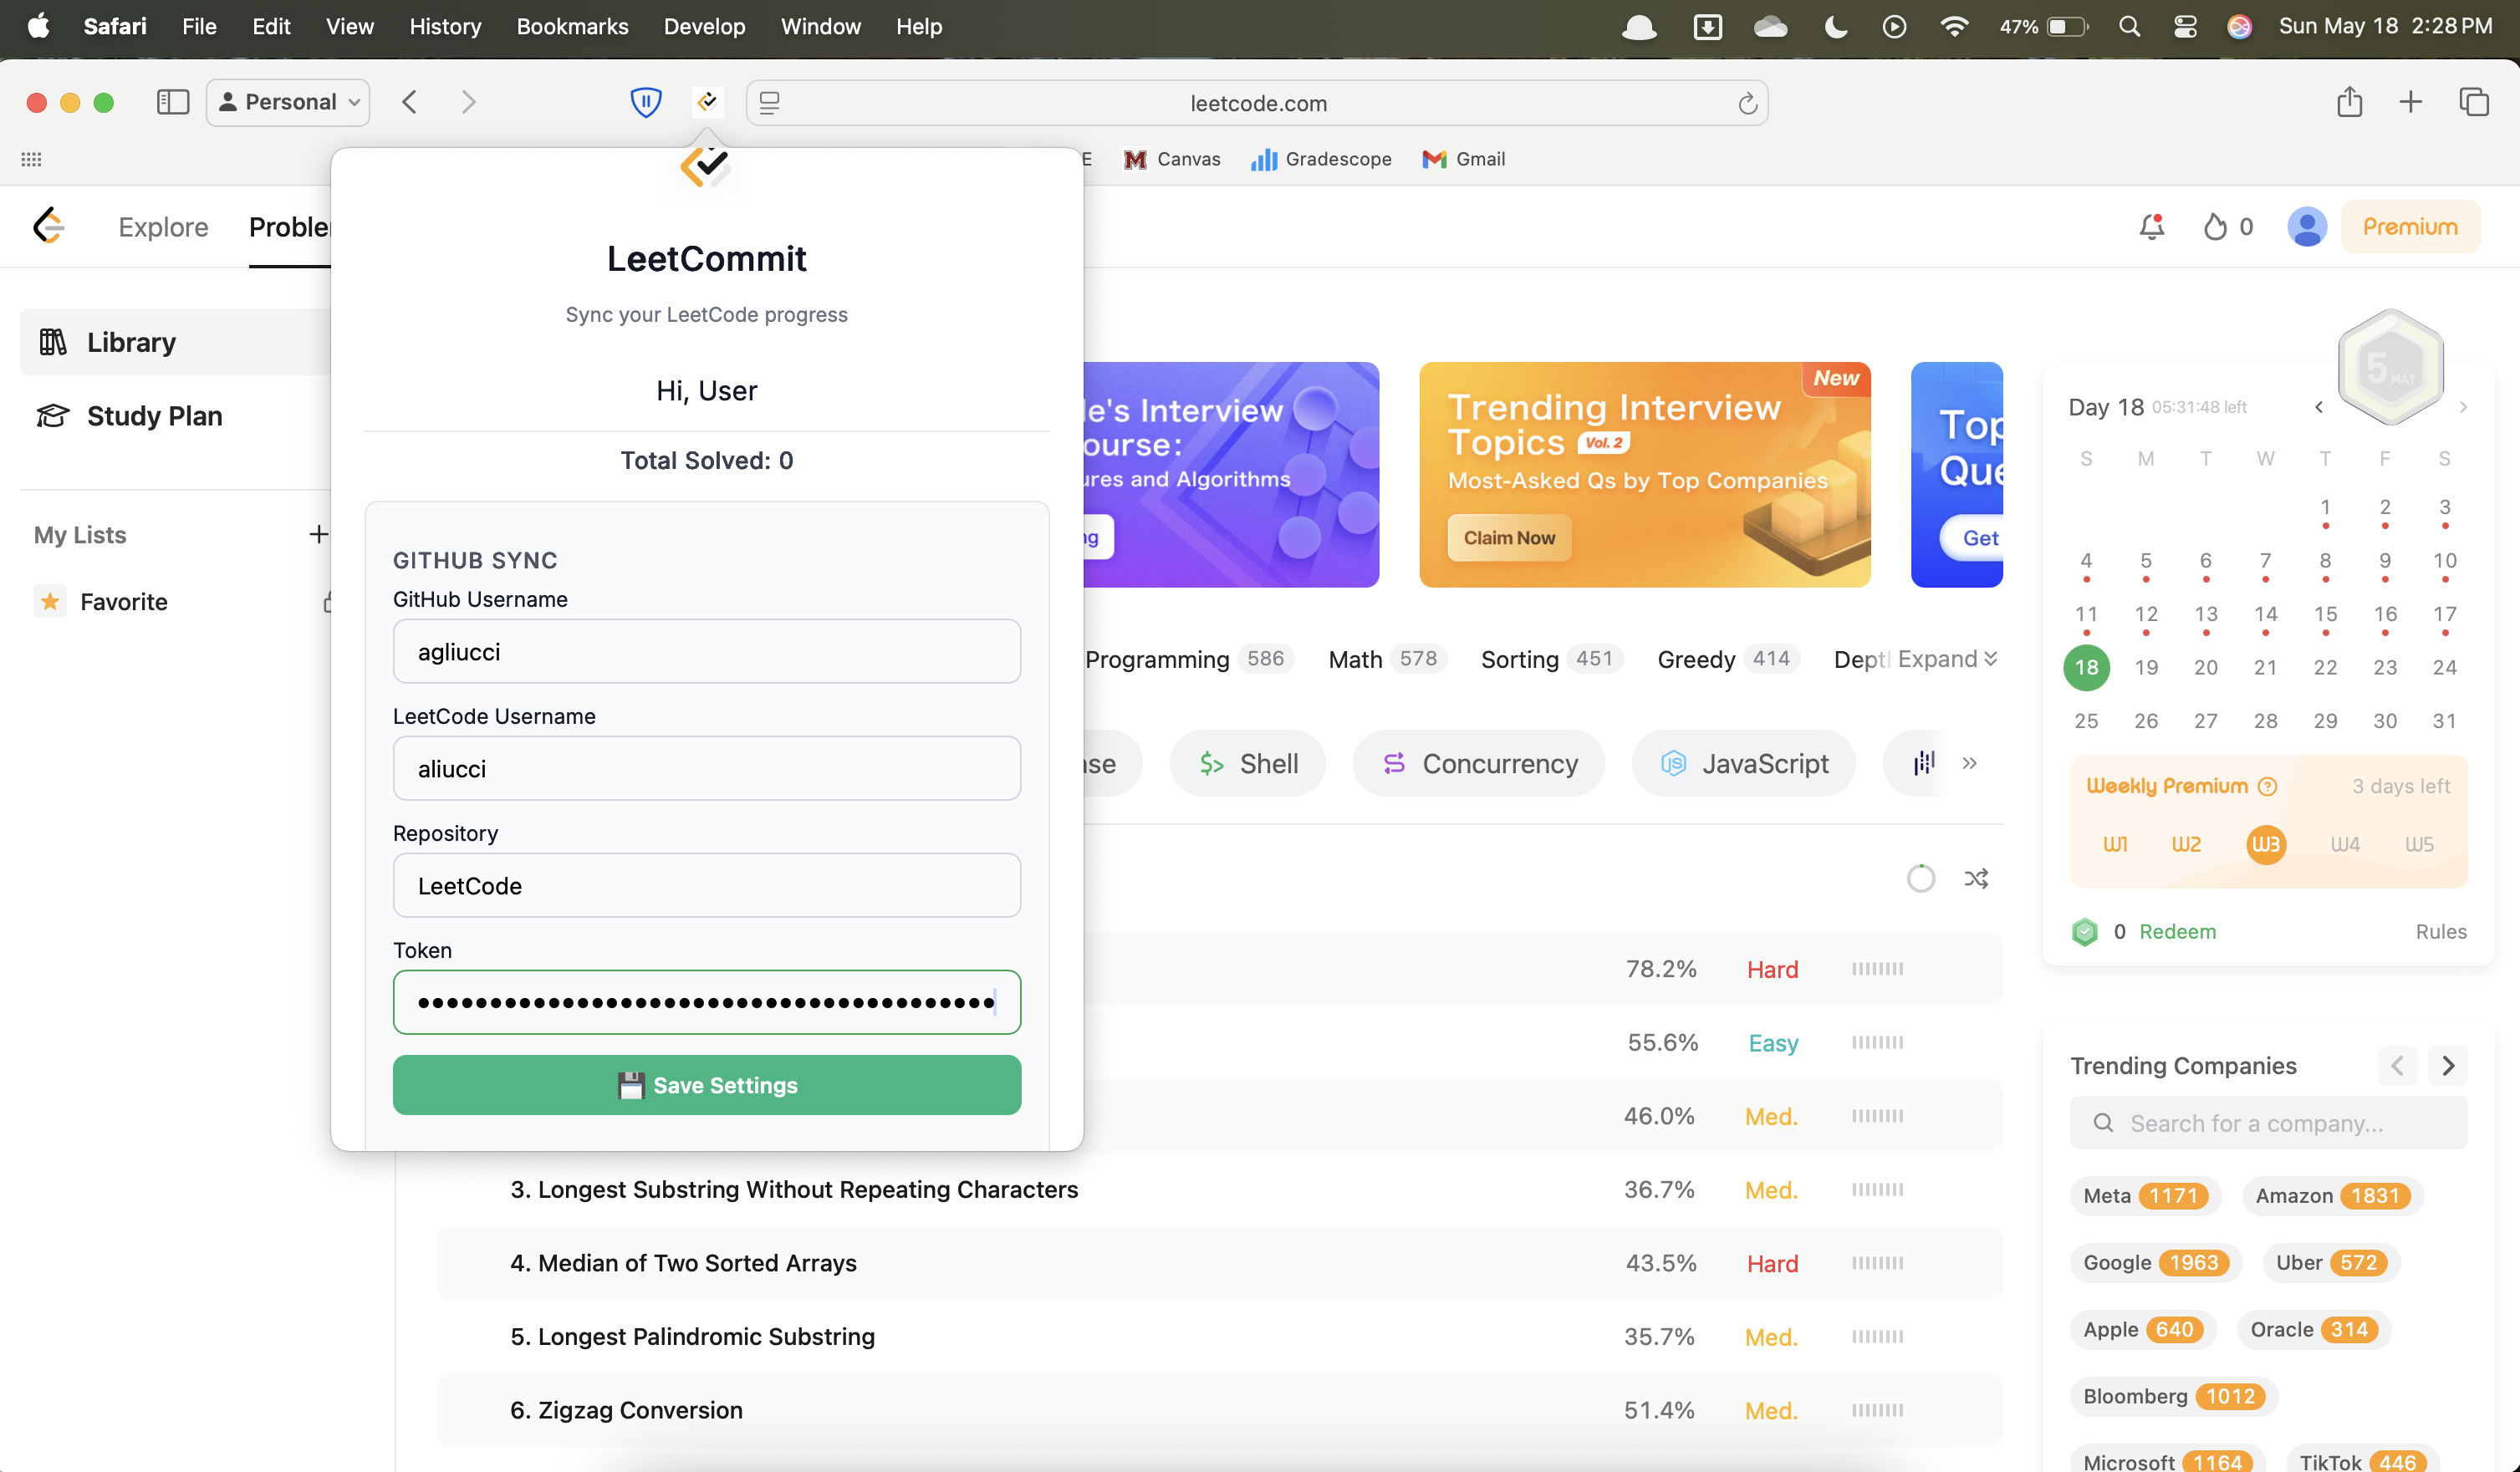 Safari File Edit View History Bookmarks Develop Window Help 47% Sun May 18 2:28 PM
Personal leetcode.com
E Canvas Gradescope Gmail
Explore Proble 0 Premium
LeetCommit
Sync your LeetCode progress
Hi, User
Total Solved: 0
GITHUB SYNC
GitHub Username
agliucci
LeetCode Username
aliucci
Repository
LeetCode
Token
••••••••••••••••••••••••••••••••••••••••
💾 Save Settings
Library
Study Plan
My Lists +
Favorite
e's Interview
ourse:
ures and Algorithms
ng
New
Trending Interview
Topics Vol. 2
Most-Asked Qs by Top Companies
Claim Now
Top
Que
Get
Programming 586 Math 578 Sorting 451 Greedy 414 Dept Expand
se $> Shell Concurrency JS JavaScript »
78.2% Hard
55.6% Easy
46.0% Med.
3. Longest Substring Without Repeating Characters 36.7% Med.
4. Median of Two Sorted Arrays 43.5% Hard
5. Longest Palindromic Substring 35.7% Med.
6. Zigzag Conversion 51.4% Med.
5 MAY
Day 18 05:31:48 left
S M T W T F S
1 2 3
4 5 6 7 8 9 10
11 12 13 14 15 16 17
18 19 20 21 22 23 24
25 26 27 28 29 30 31
Weekly Premium ? 3 days left
W1 W2 W3 W4 W5
0 Redeem Rules
Trending Companies
Search for a company...
Meta 1171 Amazon 1831
Google 1963 Uber 572
Apple 640 Oracle 314
Bloomberg 1012
Microsoft 1164 TikTok 446